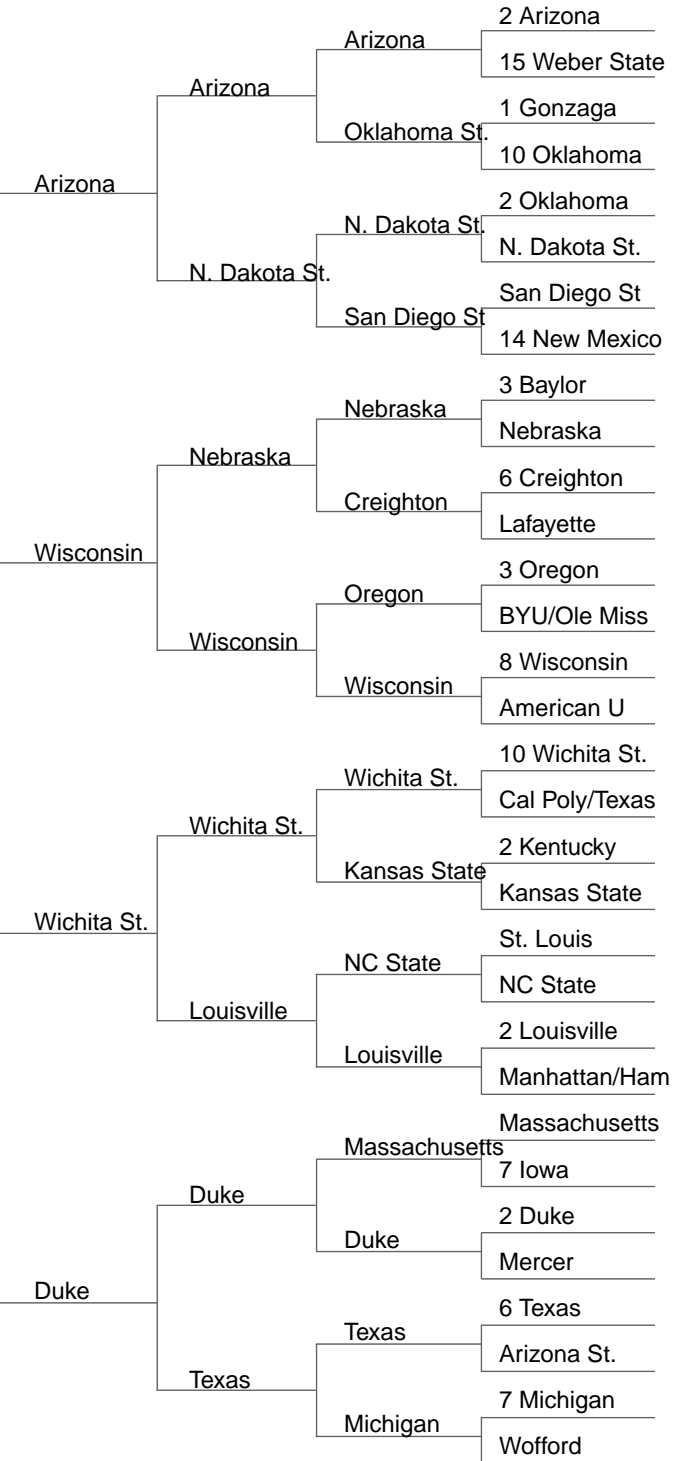 2 Arizona
Arizona
15 Weber State
Arizona
1 Gonzaga
Oklahoma St.
10 Oklahoma
Arizona
2 Oklahoma
N. Dakota St.
N. Dakota St.
N. Dakota St.
San Diego St
San Diego St
14 New Mexico
3 Baylor
Nebraska
Nebraska
Nebraska
6 Creighton
Creighton
Lafayette
Wisconsin
3 Oregon
Oregon
BYU/Ole Miss
Wisconsin
8 Wisconsin
Wisconsin
American U
10 Wichita St.
Wichita St.
Cal Poly/Texas
Wichita St.
2 Kentucky
Kansas State
Kansas State
Wichita St.
St. Louis
NC State
NC State
Louisville
2 Louisville
Louisville
Manhattan/Ham
Massachusetts
Massachusetts
7 Iowa
Duke
2 Duke
Duke
Mercer
Duke
6 Texas
Texas
Arizona St.
Texas
7 Michigan
Michigan
Wofford